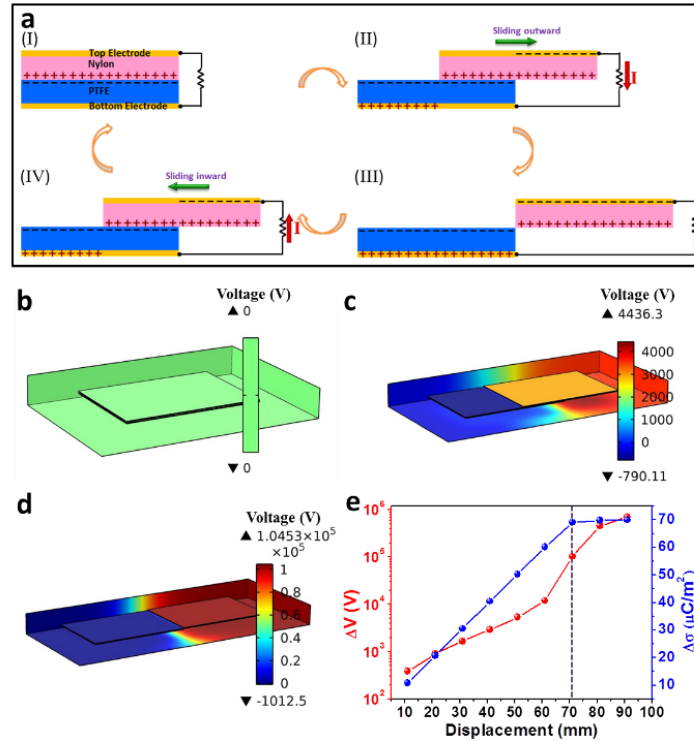 a
(I)
Top Electrode
Nylon
+++++++++++++++
PTFE
Bottom Electrode
(II)
Sliding outward
I
+++++++++++++++
++++++++
(IV)
Sliding inward
I
+++++++++++++++
++++++++
(III)
+++++++++++++++
+++++++++++++++
b
Voltage (V)
▲ 0
▼ 0
c
Voltage (V)
▲ 4436.3
4000
3000
2000
1000
0
▼ -790.11
d
Voltage (V)
▲ 1.0453×10⁵
×10⁵
1
0.8
0.6
0.4
0.2
0
▼ -1012.5
e
ΔV (V)
10⁶
10⁵
10⁴
10³
10²
Δσ (μC/m²)
70
60
50
40
30
20
10
0
10 20 30 40 50 60 70 80 90 100
Displacement (mm)